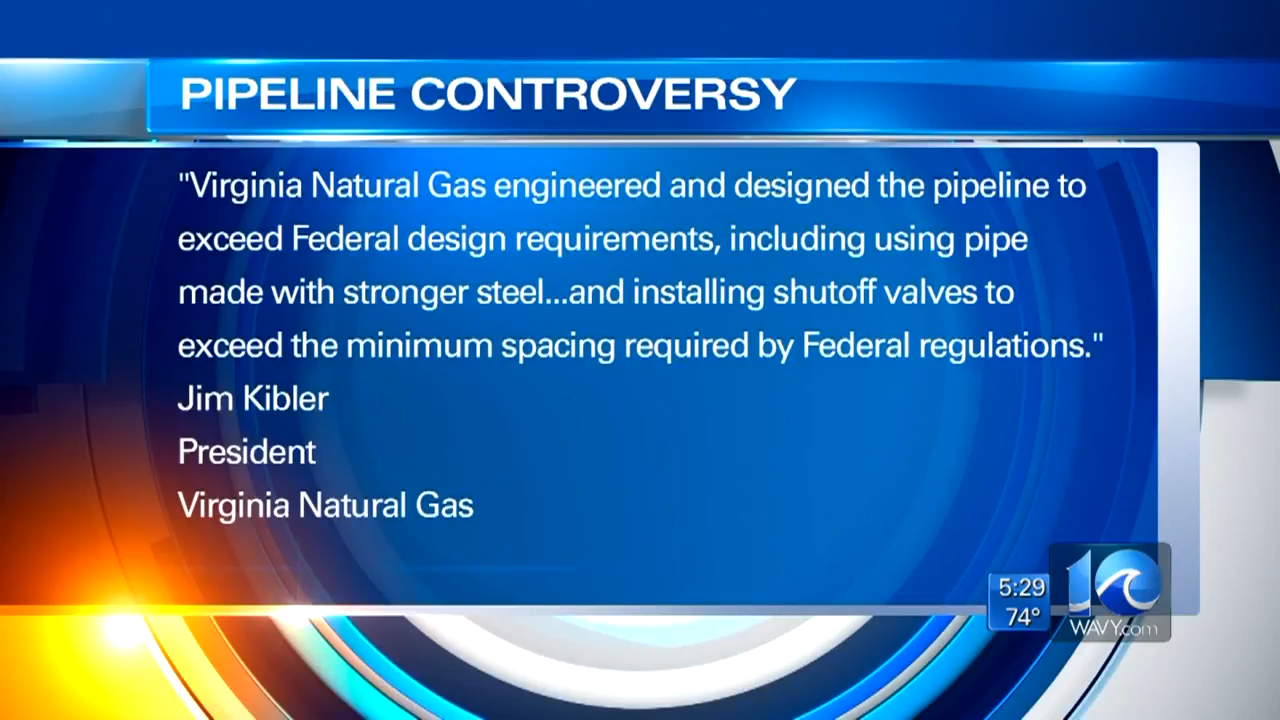 PIPELINE CONTROVERSY
"Virginia Natural Gas engineered and designed the pipeline to
exceed Federal design requirements, including using pipe
made with stronger steel...and installing shutoff valves to
exceed the minimum spacing required by Federal regulations."
Jim Kibler
President
Virginia Natural Gas
5:29
74°
10
WAVY.com